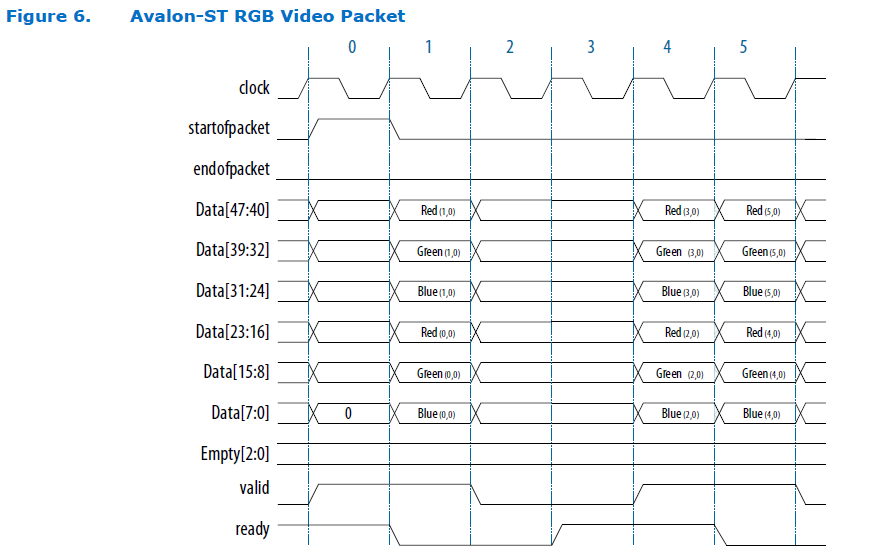 Figure 6. Avalon-ST RGB Video Packet
0 1 2 3 4 5
clock
startofpacket
endofpacket
Data[47:40] Red (1,0) Red (3,0) Red (5,0)
Data[39:32] Green (1,0) Green (3,0) Green (5,0)
Data[31:24] Blue (1,0) Blue (3,0) Blue (5,0)
Data[23:16] Red (0,0) Red (2,0) Red (4,0)
Data[15:8] Green (0,0) Green (2,0) Green (4,0)
Data[7:0] 0 Blue (0,0) Blue (2,0) Blue (4,0)
Empty[2:0]
valid
ready